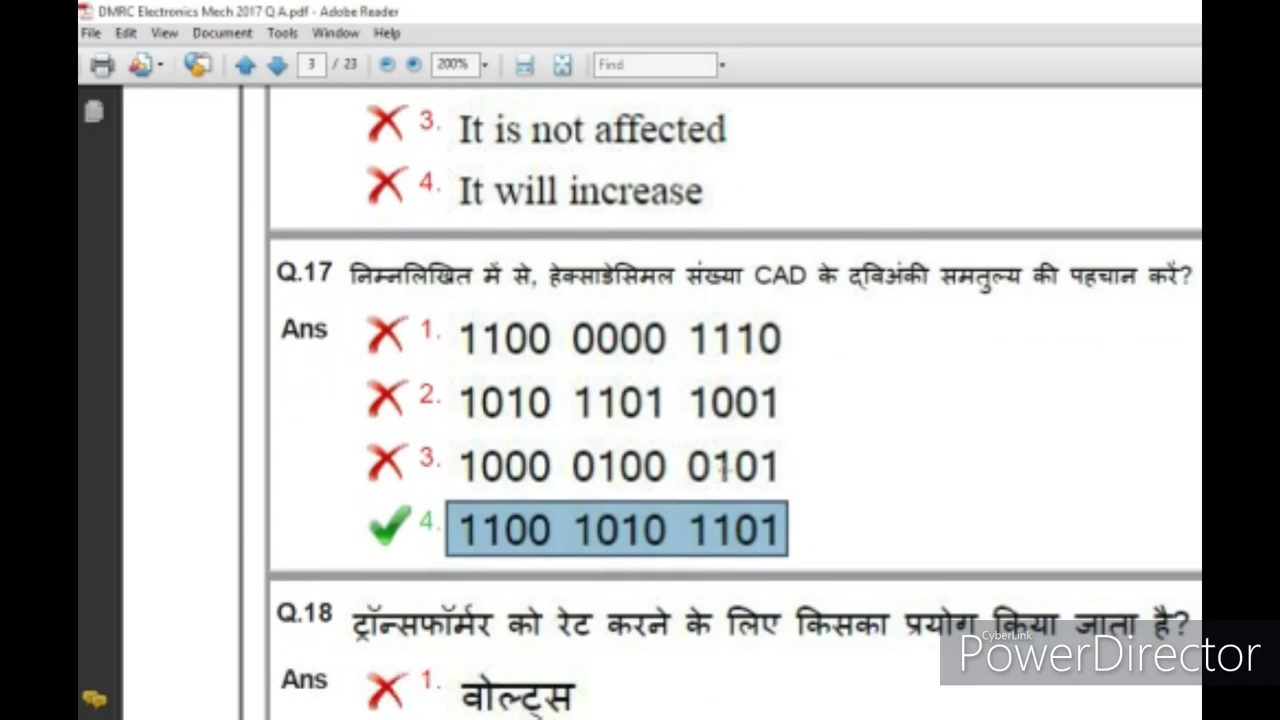 DMRC Electronics Mech 2017 Q A.pdf - Adobe Reader
File Edit View Document Tools Window Help
3 / 23 200% Find
3. It is not affected
4. It will increase
Q.17 निम्नलिखित में से, हेक्साडेसिमल संख्या CAD के द्विअंकी समतुल्य की पहचान करें?
Ans 1. 1100 0000 1110
2. 1010 1101 1001
3. 1000 0100 0101
4. 1100 1010 1101
Q.18 ट्रॉन्सफॉर्मर को रेट करने के लिए किसका प्रयोग किया जाता है?
CyberLink
PowerDirector
Ans 1. वोल्ट्स